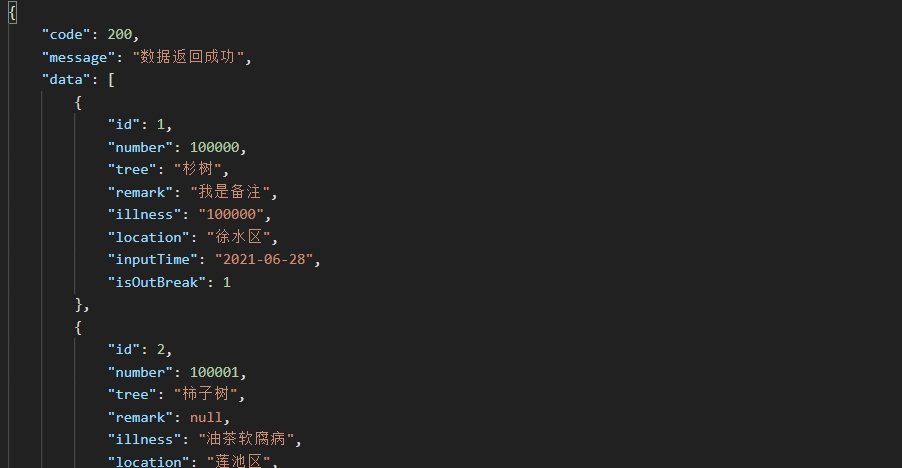 {
"code": 200,
"message": "数据返回成功",
"data": [
{
"id": 1,
"number": 100000,
"tree": "杉树",
"remark": "我是备注",
"illness": "100000",
"location": "徐水区",
"inputTime": "2021-06-28",
"isOutBreak": 1
},
{
"id": 2,
"number": 100001,
"tree": "柿子树",
"remark": null,
"illness": "油茶软腐病",
"location": "莲池区",